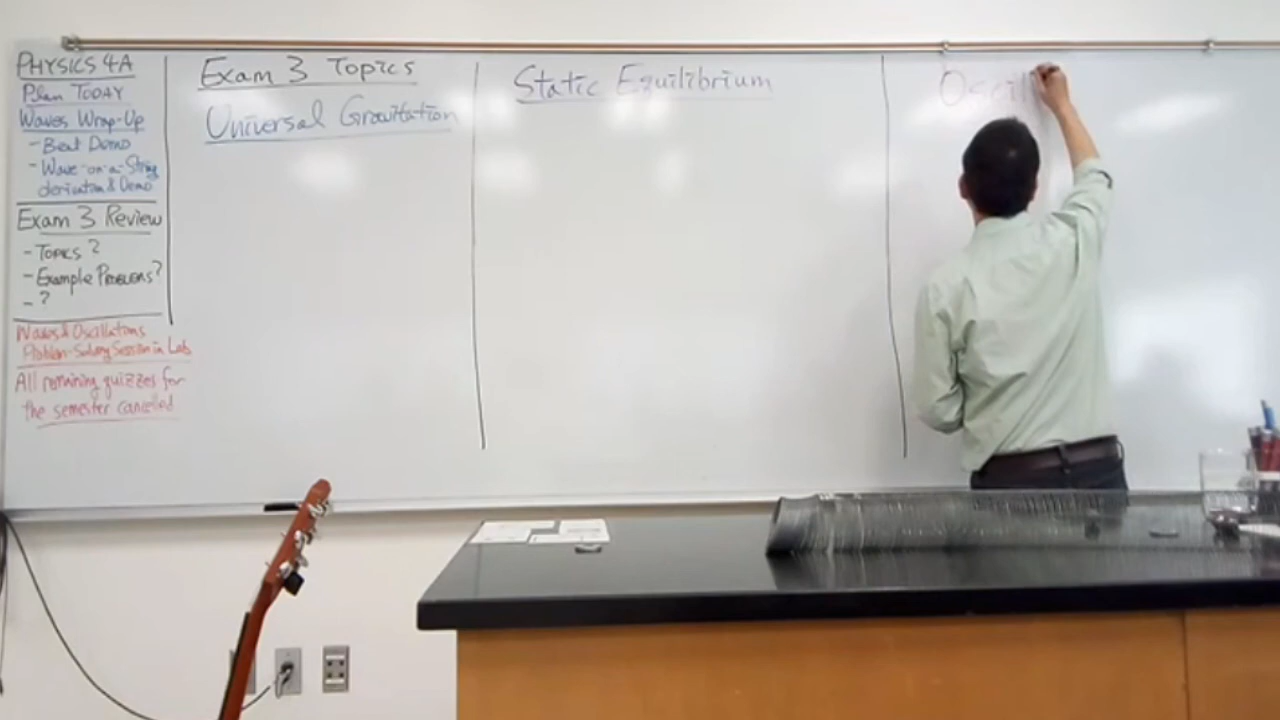 PHYSICS 4A
Plan TODAY
Waves Wrap-Up
- Beat Demo
- Wave-on-a-String
derivation & Demo
Exam 3 Review
- TOPICS?
- Example PROBLEMS?
- ?
Waves & Oscillations
Problem-Solving Session in Lab
All remaining quizzes for
the semester cancelled
Exam 3 Topics
Universal Gravitation
Static Equilibrium
Oscill